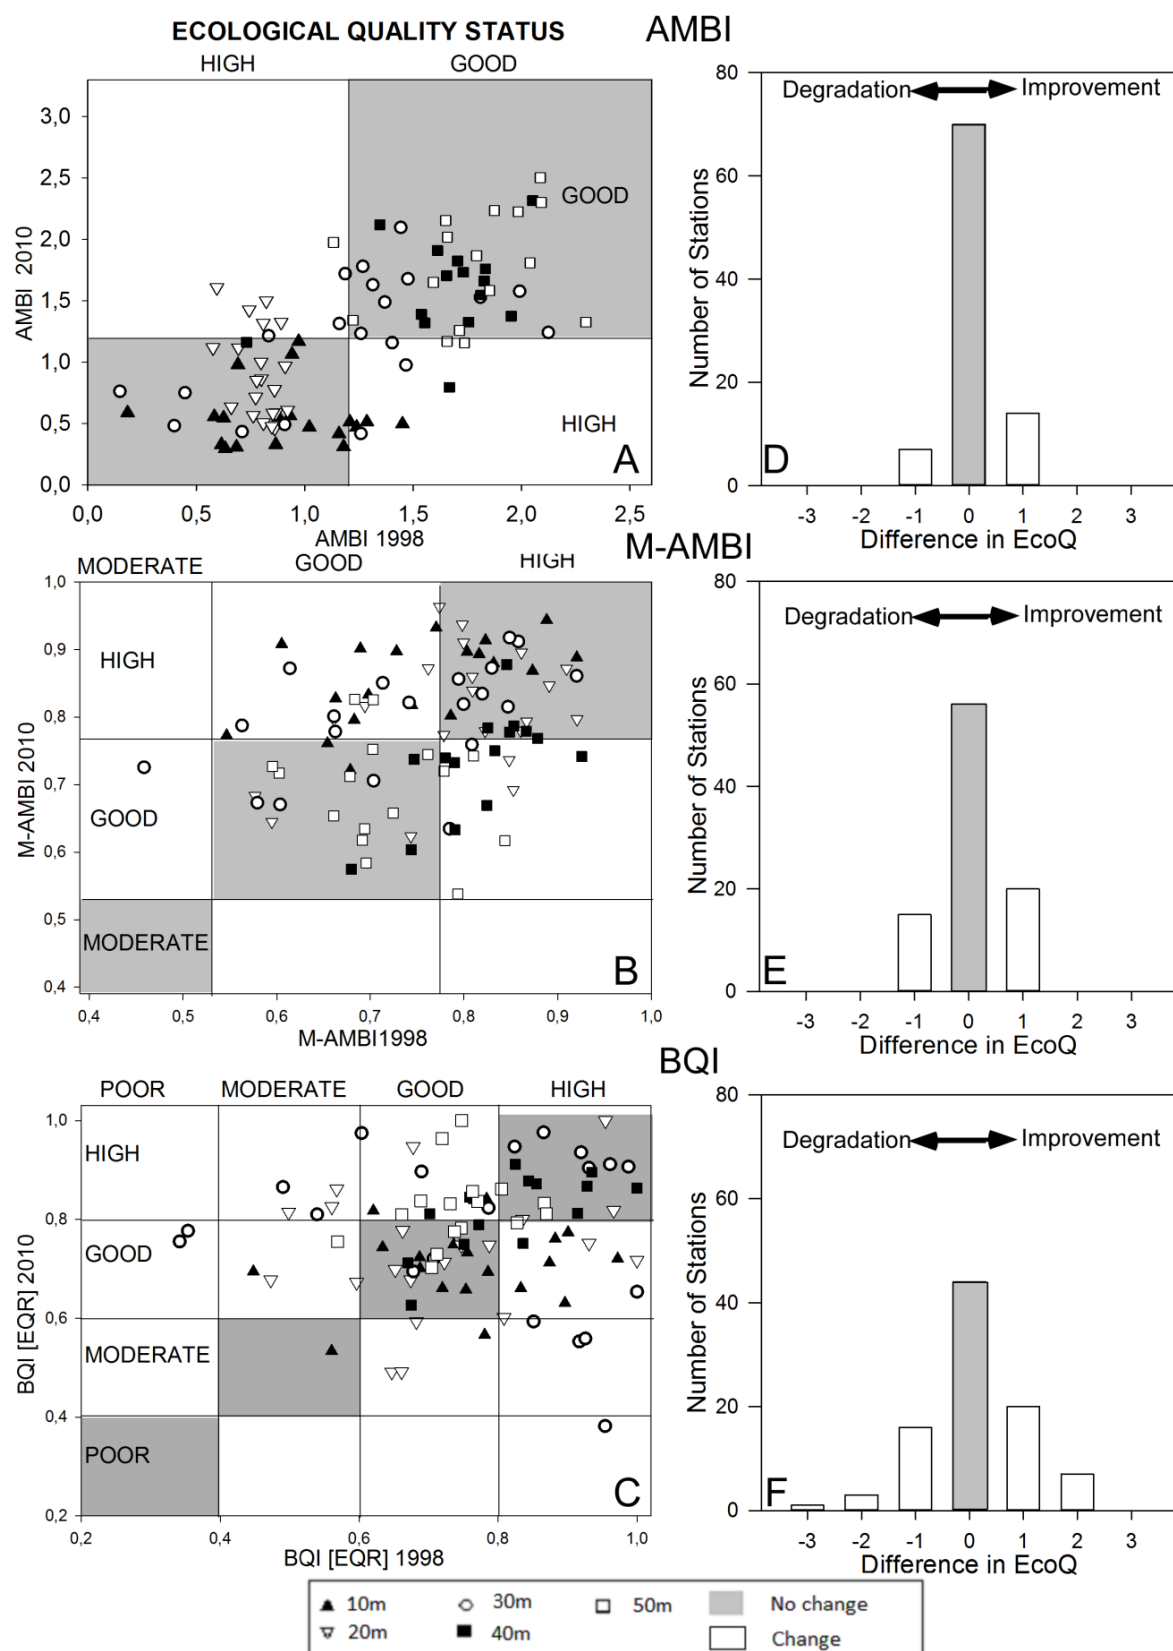 ECOLOGICAL QUALITY STATUS
AMBI
HIGH GOOD
3,0
2,5
2,0
1,5
1,0
0,5
0,0
AMBI 2010
GOOD
HIGH
A
0,0 0,5 1,0 1,5 2,0 2,5
AMBI 1998
80
60
40
20
0
Number of Stations
Degradation Improvement
D
-3 -2 -1 0 1 2 3
Difference in EcoQ
M-AMBI
MODERATE GOOD HIGH
1,0
0,9
0,8
0,7
0,6
0,5
0,4
M-AMBI 2010
HIGH
GOOD
MODERATE
B
0,4 0,5 0,6 0,7 0,8 0,9 1,0
M-AMBI1998
80
60
40
20
0
Number of Stations
Degradation Improvement
E
-3 -2 -1 0 1 2 3
Difference in EcoQ
BQI
POOR MODERATE GOOD HIGH
1,0
0,8
0,6
0,4
0,2
BQI [EQR] 2010
HIGH
GOOD
MODERATE
POOR
C
0,2 0,4 0,6 0,8 1,0
BQI [EQR] 1998
80
60
40
20
0
Number of Stations
Degradation Improvement
F
-3 -2 -1 0 1 2 3
Difference in EcoQ
10m 30m 50m No change
20m 40m Change